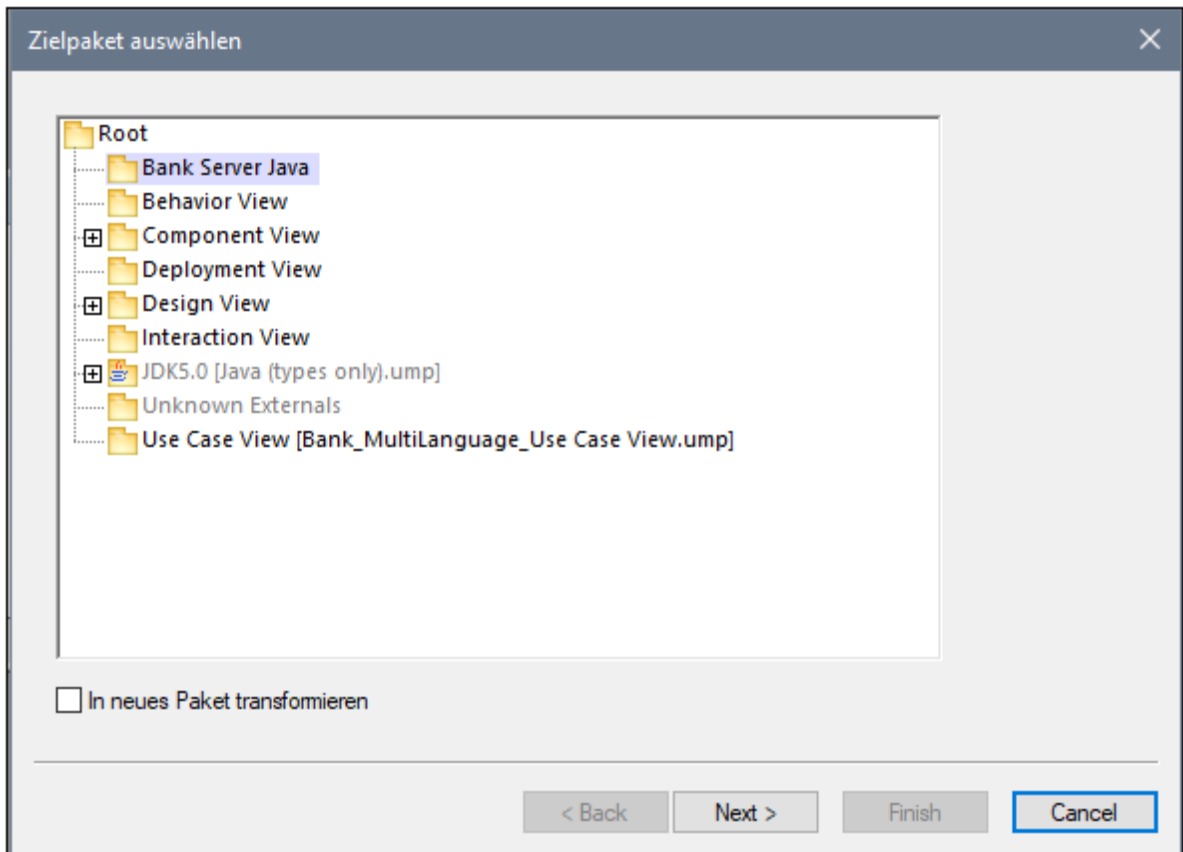 Zielpaket auswählen
Root
Bank Server Java
Behavior View
Component View
Deployment View
Design View
Interaction View
JDK5.0 [Java (types only).ump]
Unknown Externals
Use Case View [Bank_MultiLanguage_Use Case View.ump]
In neues Paket transformieren
< Back Next > Finish Cancel